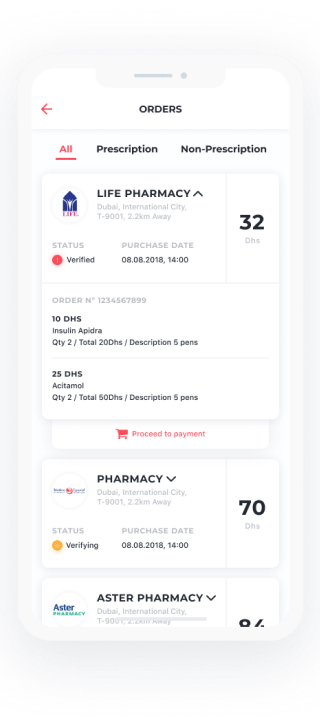 ORDERS
All Prescription Non-Prescription
LIFE PHARMACY
Dubai, International City,
T-9001, 2.2km Away
LIFE
32
Dhs
STATUS PURCHASE DATE
Verified 08.08.2018, 14:00
ORDER Nº 1234567899
10 DHS
Insulin Apidra
Qty 2 / Total 20Dhs / Description 5 pens
25 DHS
Acitamol
Qty 2 / Total 50Dhs / Description 5 pens
Proceed to payment
PHARMACY
Dubai, International City,
T-9001, 2.2km Away
70
Dhs
STATUS PURCHASE DATE
Verifying 08.08.2018, 14:00
ASTER PHARMACY
Dubai, International City,
T-9001, 2.2km Away
Aster
PHARMACY
84